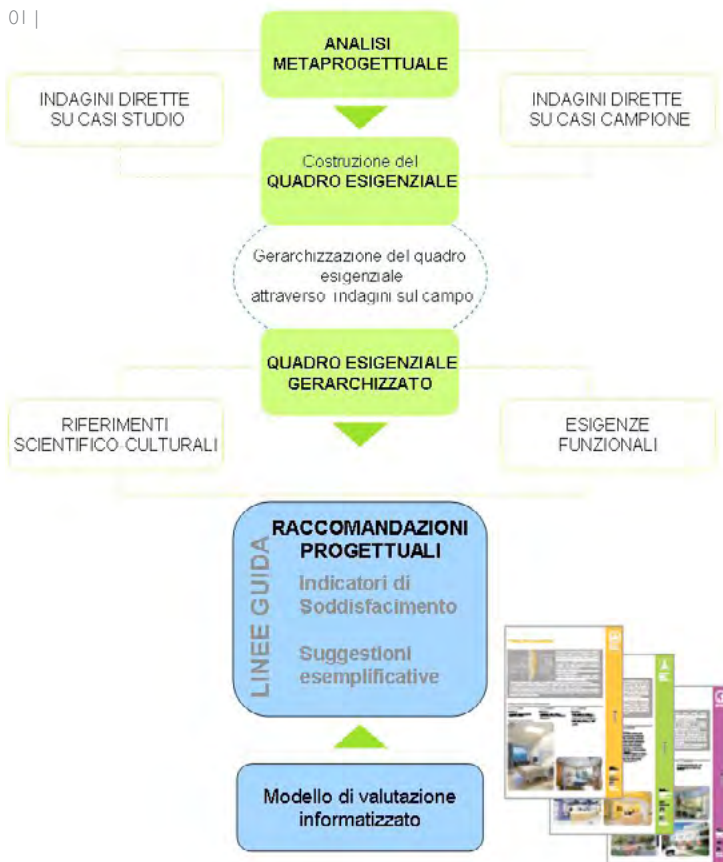 01 |
ANALISI
METAPROGETTUALE
INDAGINI DIRETTE
SU CASI STUDIO
INDAGINI DIRETTE
SU CASI CAMPIONE
Costruzione del
QUADRO ESIGENZIALE
Gerarchizzazione del quadro
esigenziale
attraverso indagini sul campo
QUADRO ESIGENZIALE
GERARCHIZZATO
RIFERIMENTI
SCIENTIFICO-CULTURALI
ESIGENZE
FUNZIONALI
LINEE GUIDA
RACCOMANDAZIONI
PROGETTUALI
Indicatori di
Soddisfacimento
Suggestioni
esemplificative
Modello di valutazione
informatizzato